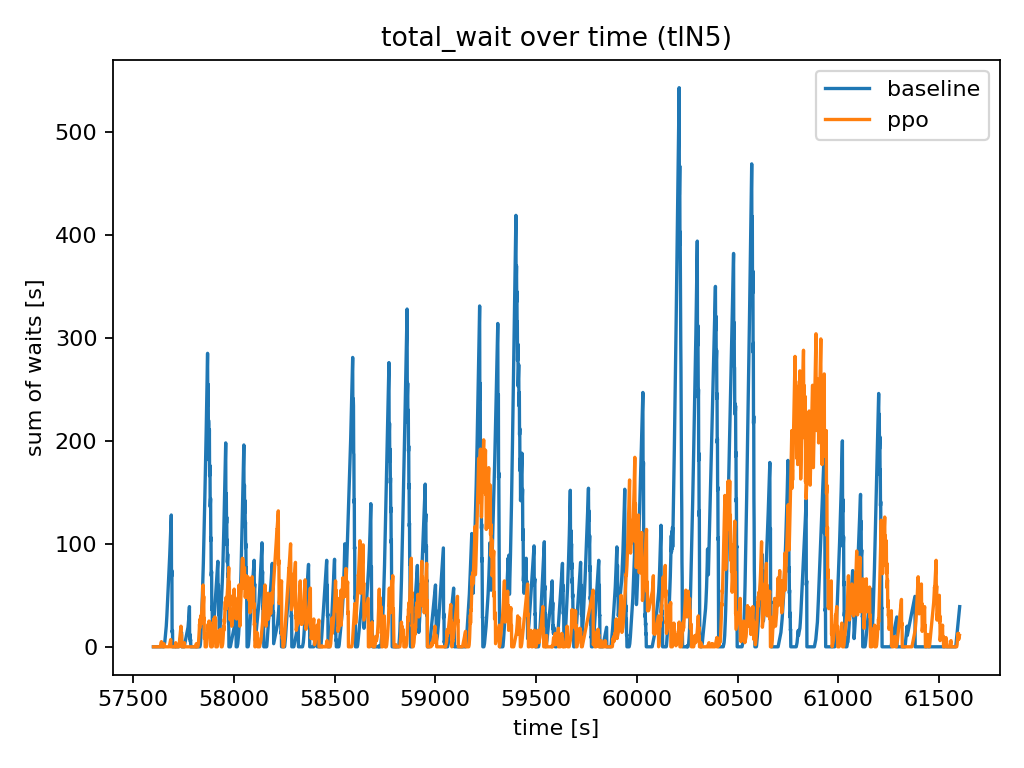 total_wait over time (tlN5)
baseline
ppo
sum of waits [s]
500
400
300
200
100
0
57500 58000 58500 59000 59500 60000 60500 61000 61500
time [s]